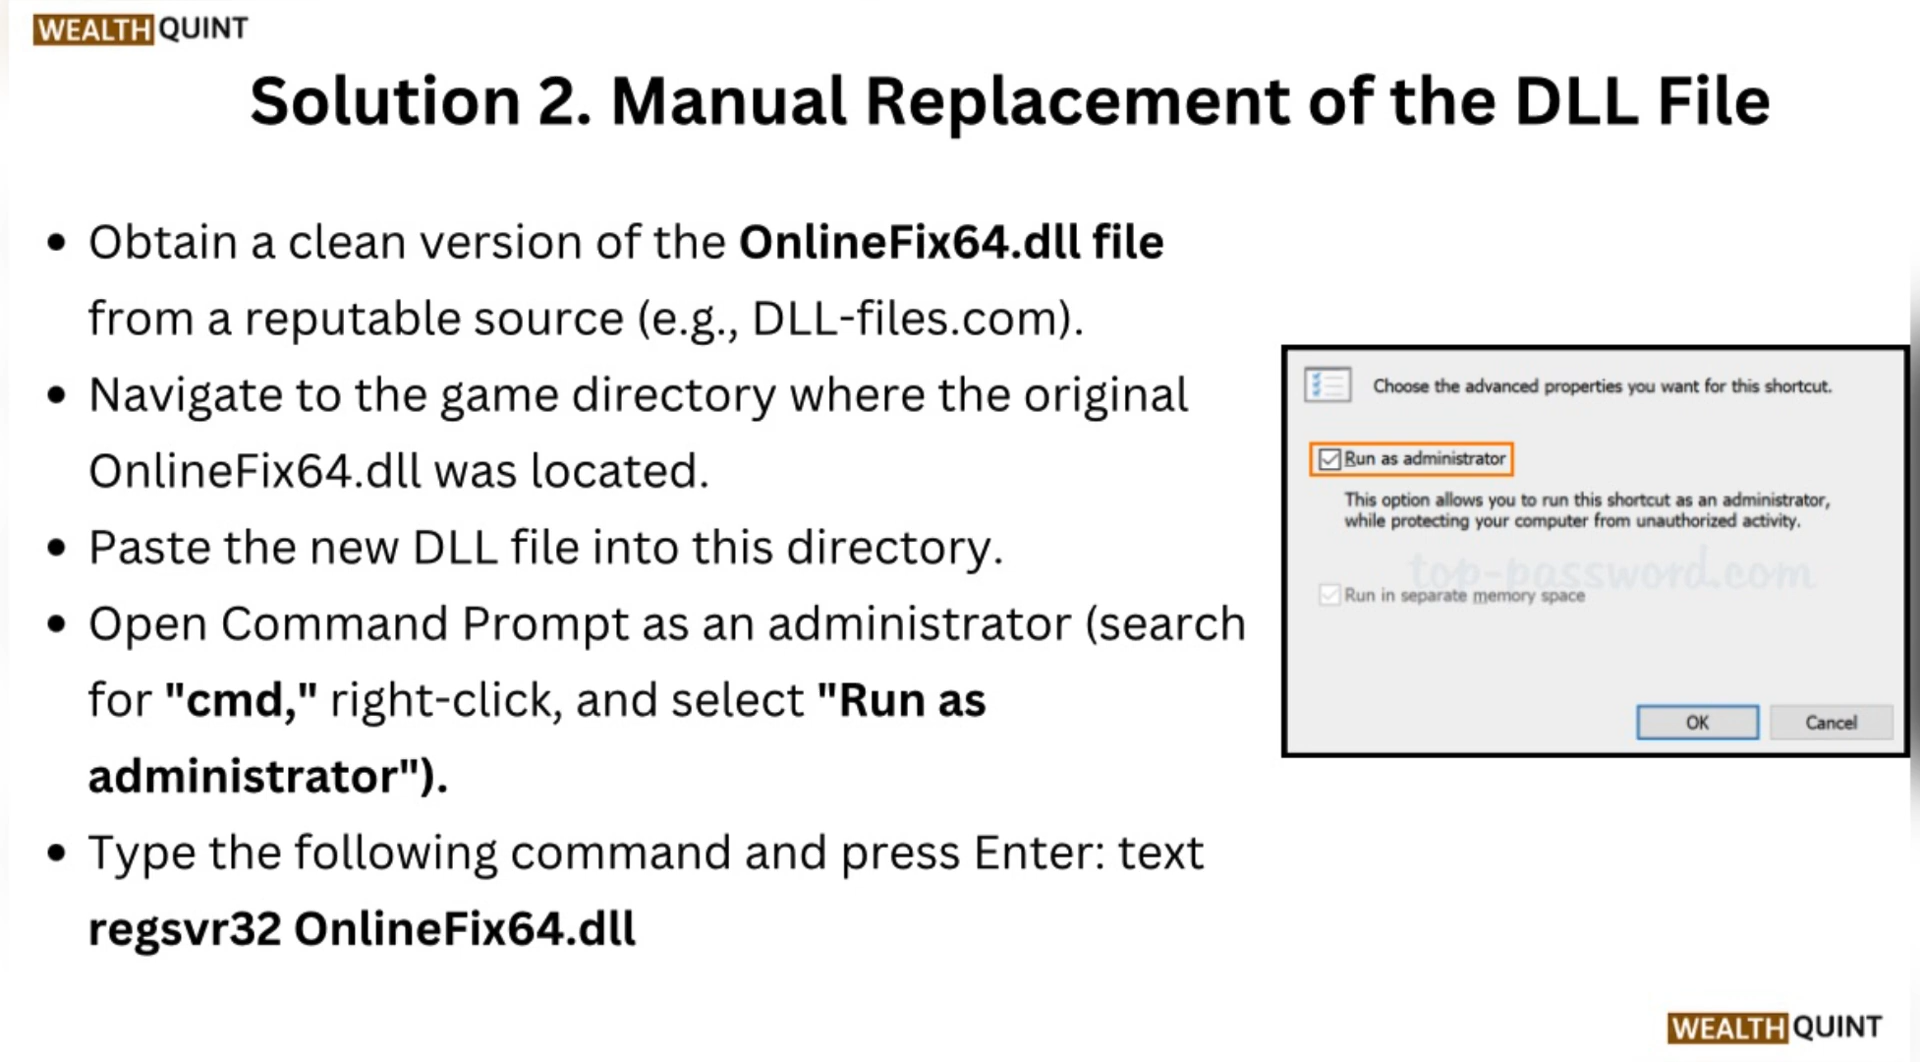 WEALTH QUINT
Solution 2. Manual Replacement of the DLL File
• Obtain a clean version of the OnlineFix64.dll file
from a reputable source (e.g., DLL-files.com).
• Navigate to the game directory where the original
OnlineFix64.dll was located.
• Paste the new DLL file into this directory.
• Open Command Prompt as an administrator (search
for "cmd," right-click, and select "Run as
administrator").
• Type the following command and press Enter: text
regsvr32 OnlineFix64.dll
Choose the advanced properties you want for this shortcut.
Run as administrator
This option allows you to run this shortcut as an administrator,
while protecting your computer from unauthorized activity.
top-password.com
Run in separate memory space
OK
Cancel
WEALTH QUINT